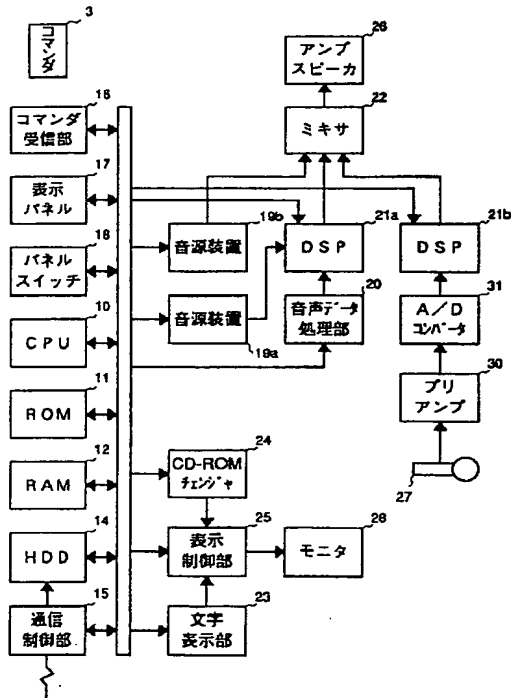 3
コマンダ
16
コマンダ
受信部
17
表示
パネル
18
パネル
スイッチ
10
CPU
11
ROM
12
RAM
14
HDD
15
通信
制御部
26
アンプ
スピーカ
22
ミキサ
19b
音源装置
21a
DSP
21b
DSP
音源装置
19a
20
音声データ
処理部
31
A/D
コンバータ
30
プリ
アンプ
27
24
CD-ROM
チェンジャ
25
表示
制御部
28
モニタ
23
文字
表示部